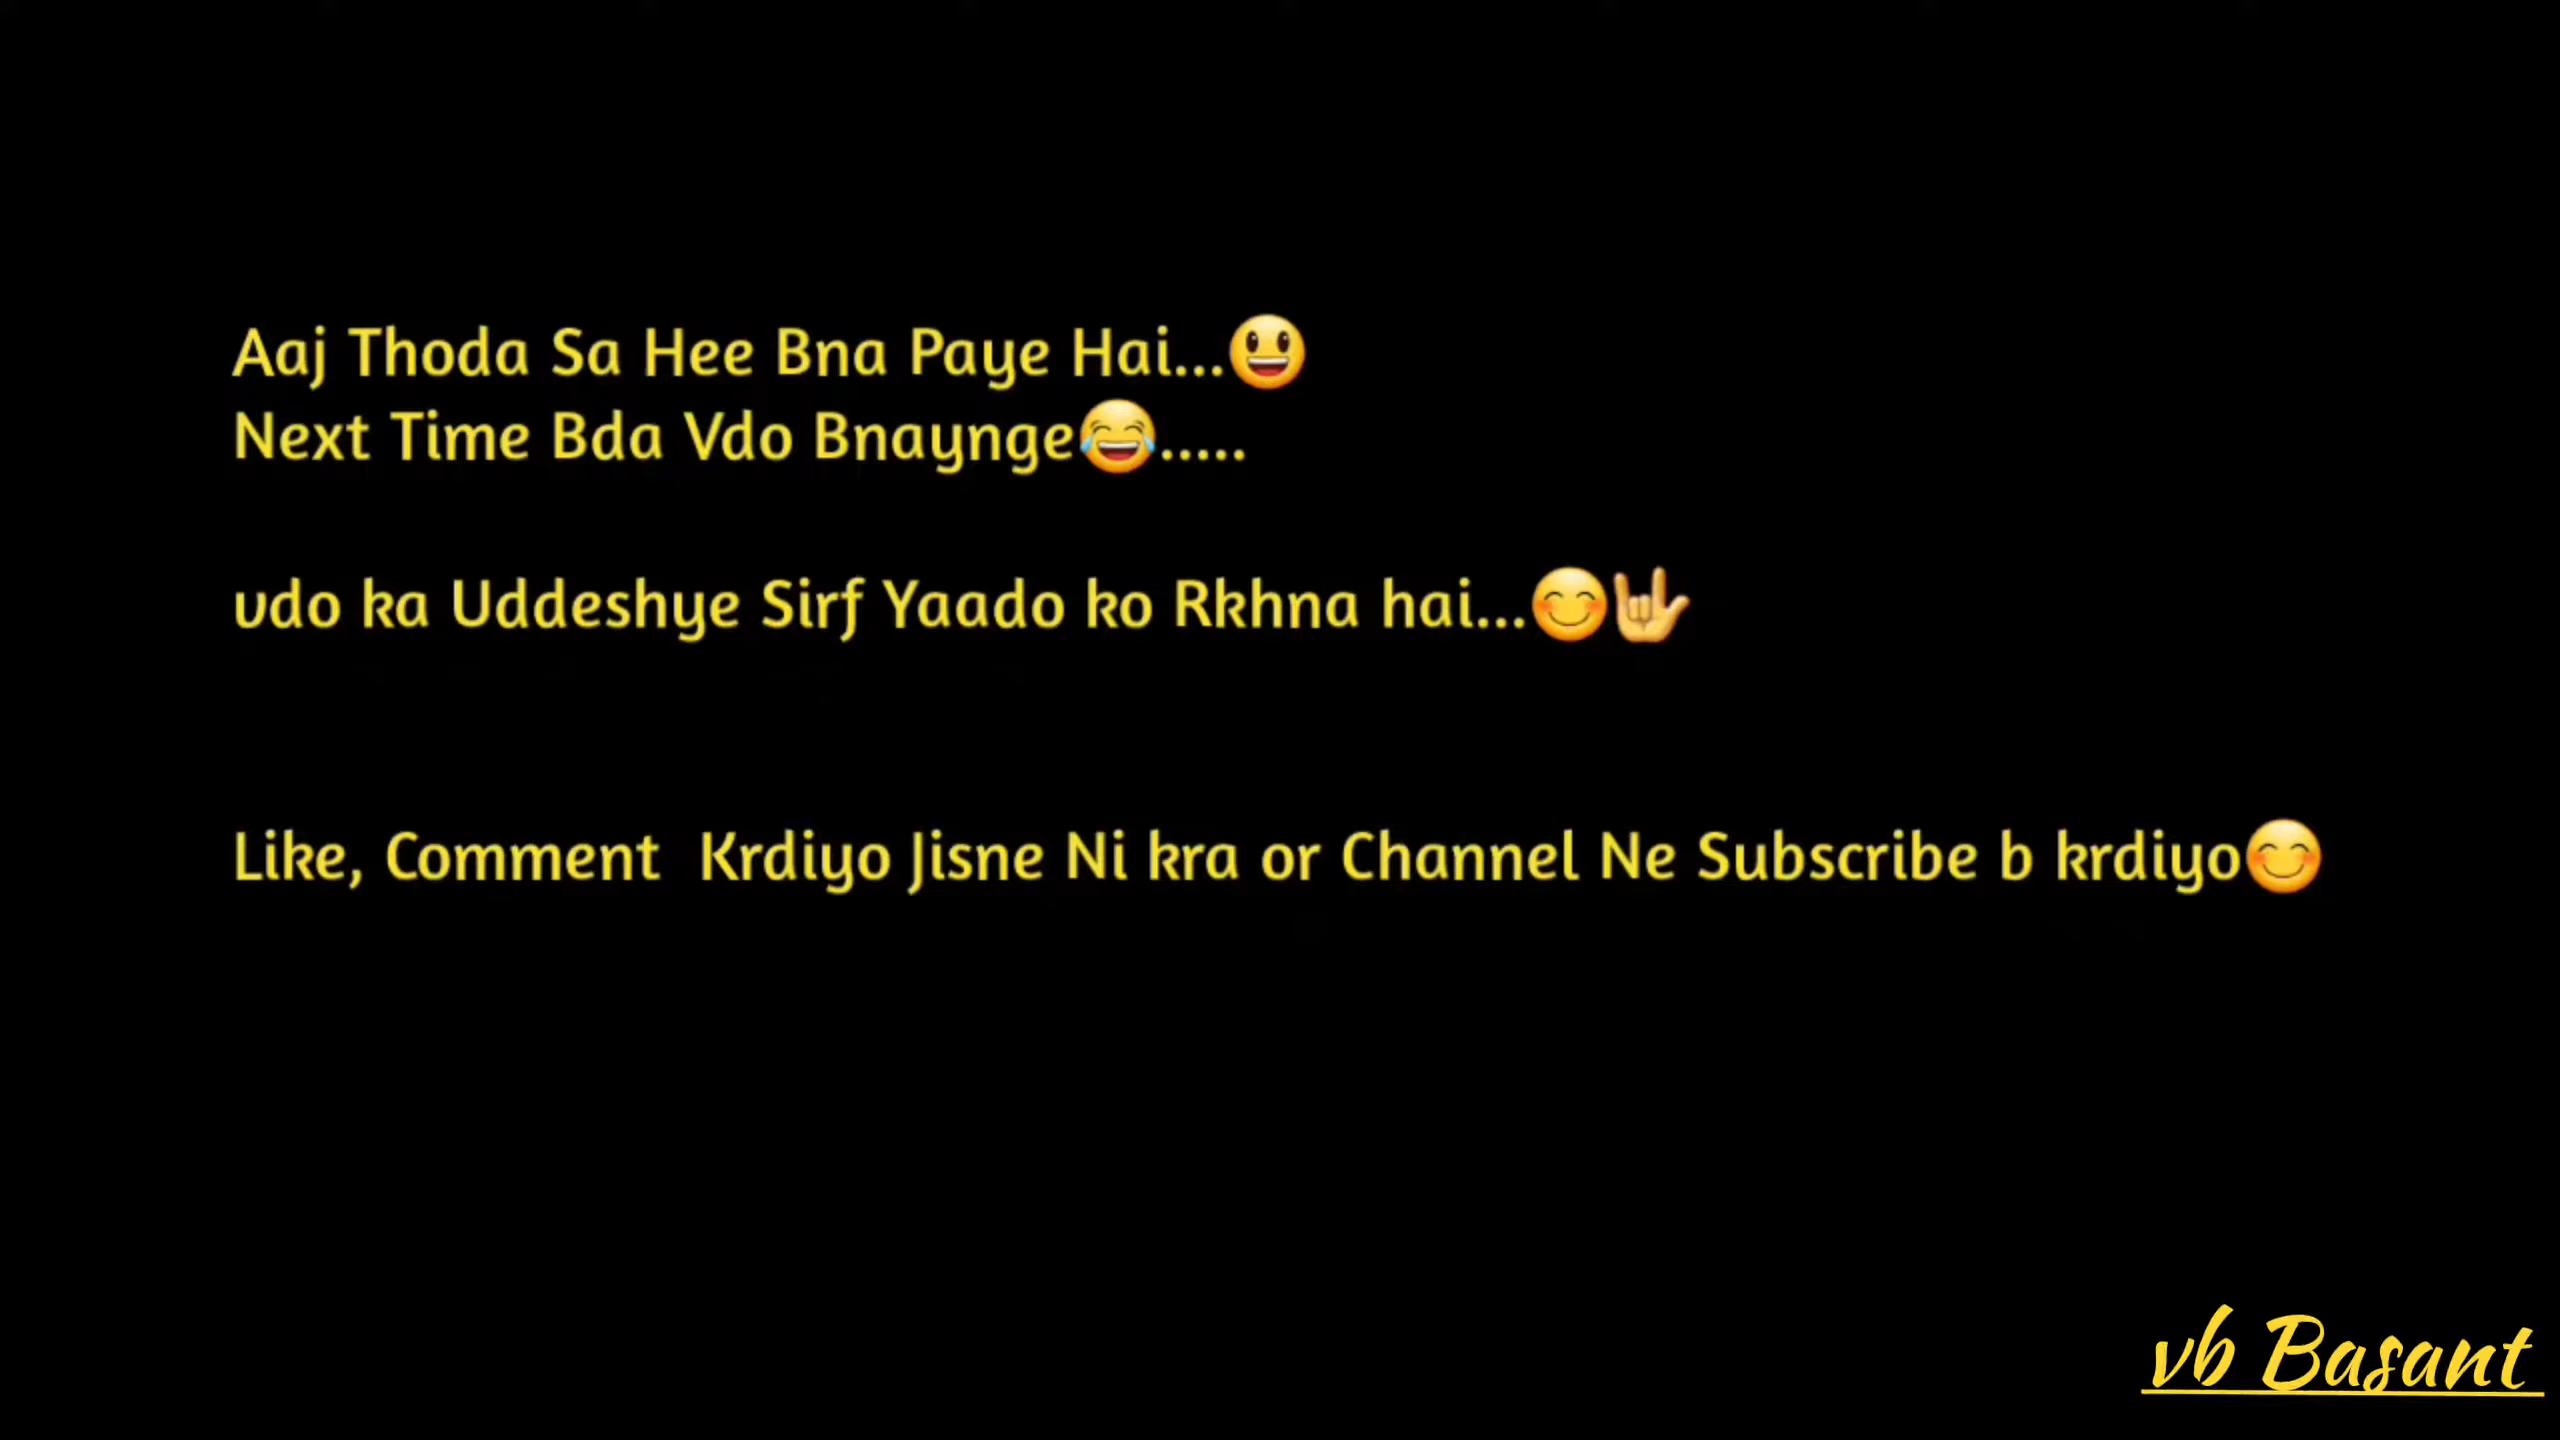 Aaj Thoda Sa Hee Bna Paye Hai...😃
Next Time Bda Vdo Bnaynge😂.....
vdo ka Uddeshye Sirf Yaado ko Rkhna hai...😊🤟
Like, Comment  Krdiyo Jisne Ni kra or Channel Ne Subscribe b krdiyo😊
vb Basant